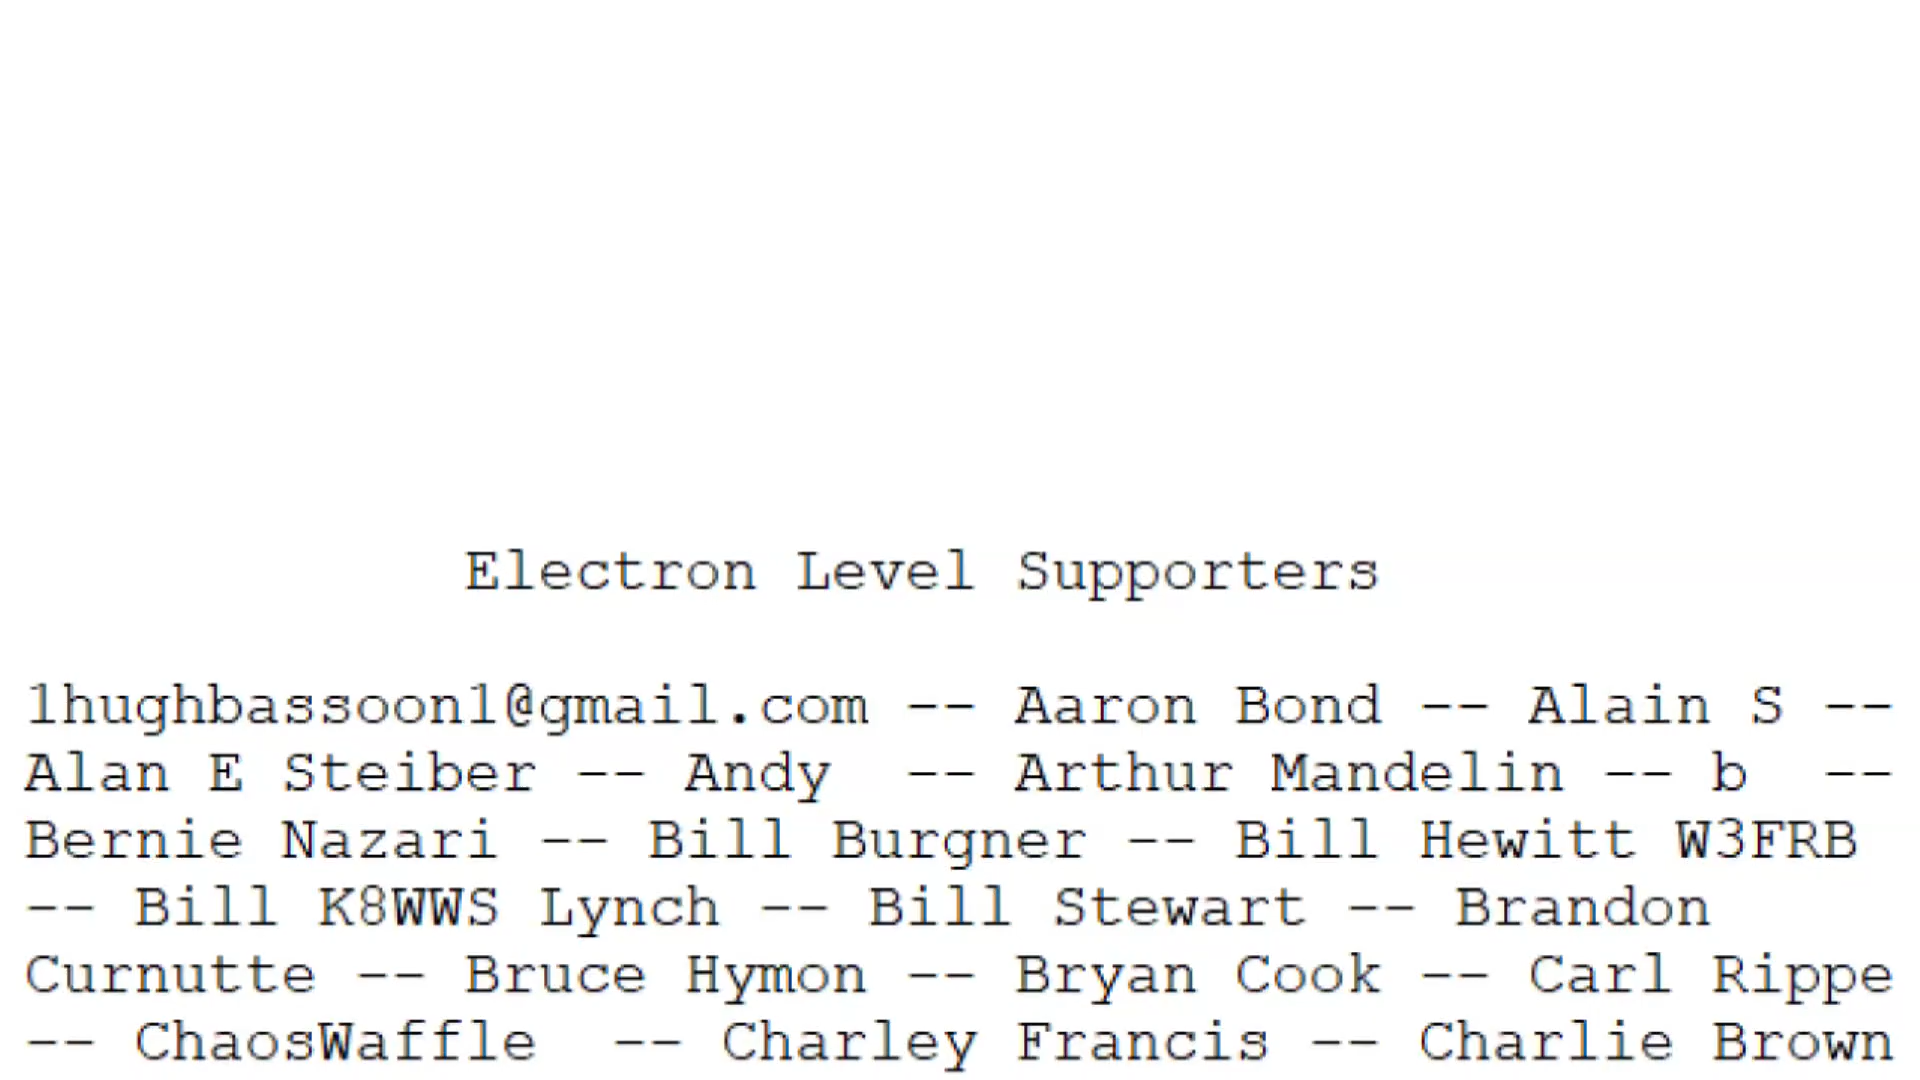 Electron Level Supporters
1hughbassoon1@gmail.com -- Aaron Bond -- Alain S --
Alan E Steiber -- Andy  -- Arthur Mandelin -- b  --
Bernie Nazari -- Bill Burgner -- Bill Hewitt W3FRB
-- Bill K8WWS Lynch -- Bill Stewart -- Brandon
Curnutte -- Bruce Hymon -- Bryan Cook -- Carl Rippe
-- ChaosWaffle  -- Charley Francis -- Charlie Brown